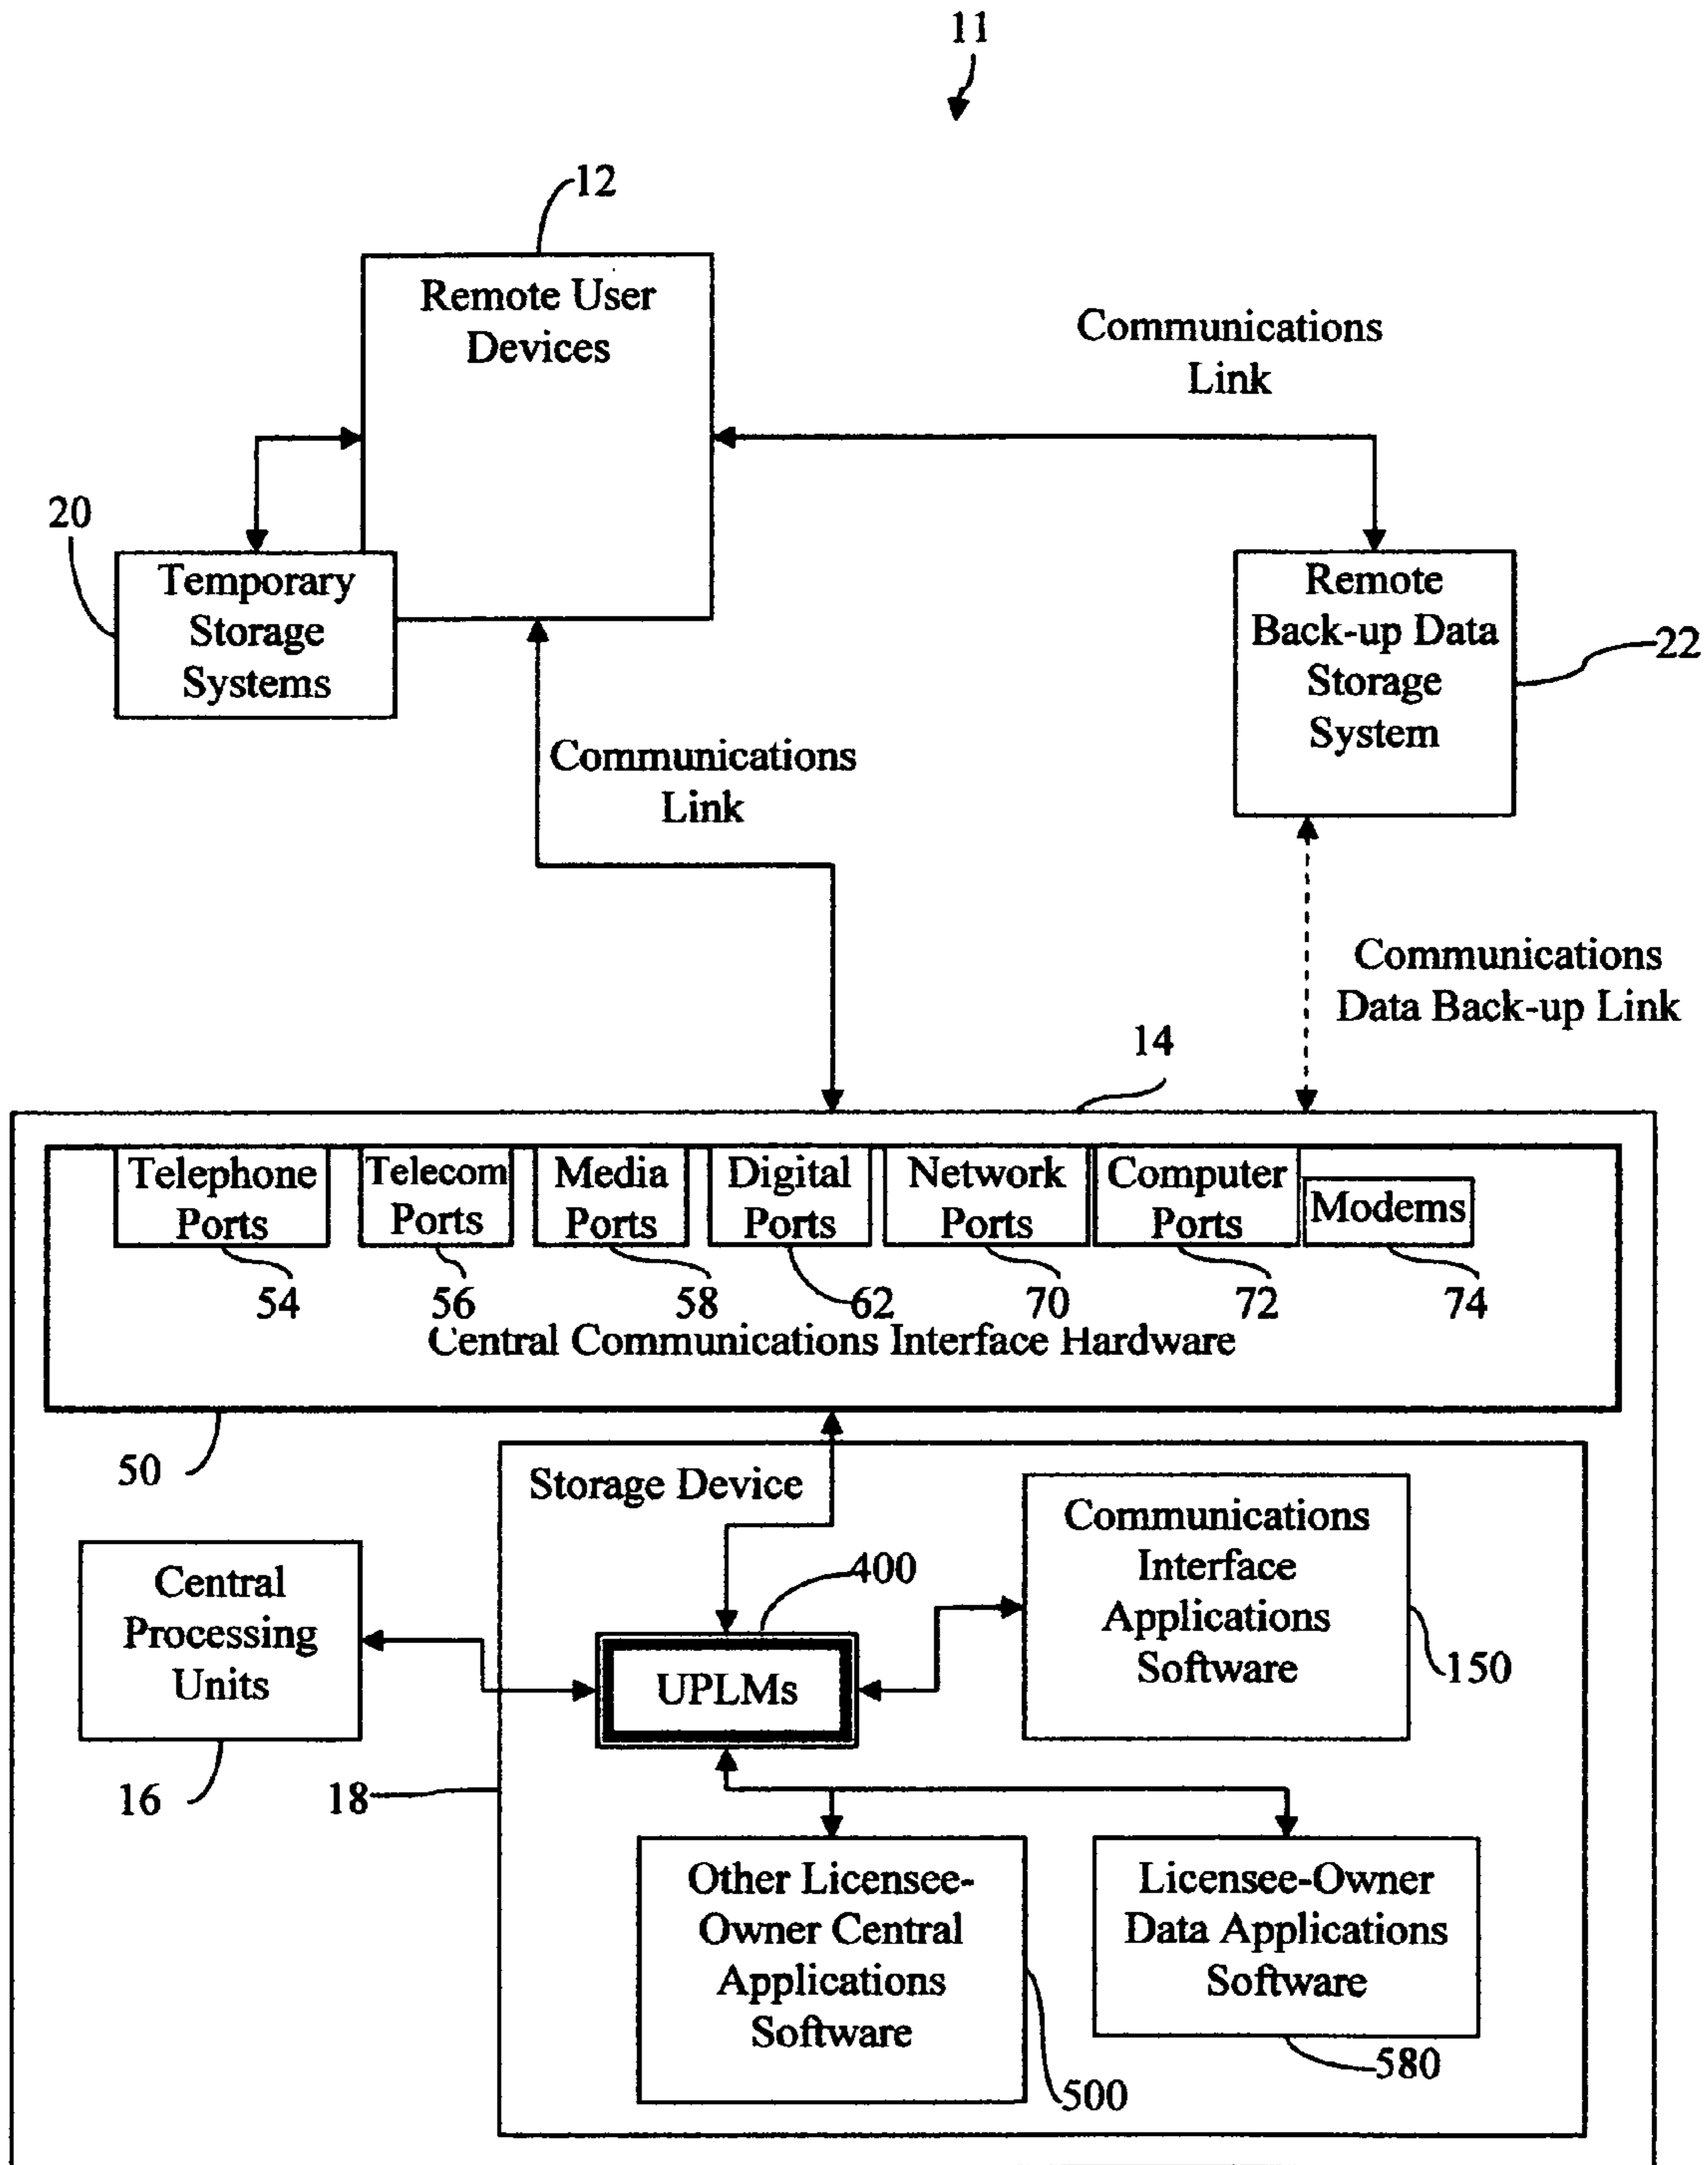 11
12
Remote User
Devices
Communications
Link
20
Temporary
Storage
Systems
Remote
Back-up Data
Storage
System
22
Communications
Link
Communications
Data Back-up Link
14
Telephone
Ports
Telecom
Ports
Media
Ports
Digital
Ports
Network
Ports
Computer
Ports
Modems
54
56
58
62
70
72
74
Central Communications Interface Hardware
50
Storage Device
Communications
Interface
Applications
Software
150
400
Central
Processing
Units
UPLMs
16
18
Other Licensee-
Owner Central
Applications
Software
500
Licensee-Owner
Data Applications
Software
580